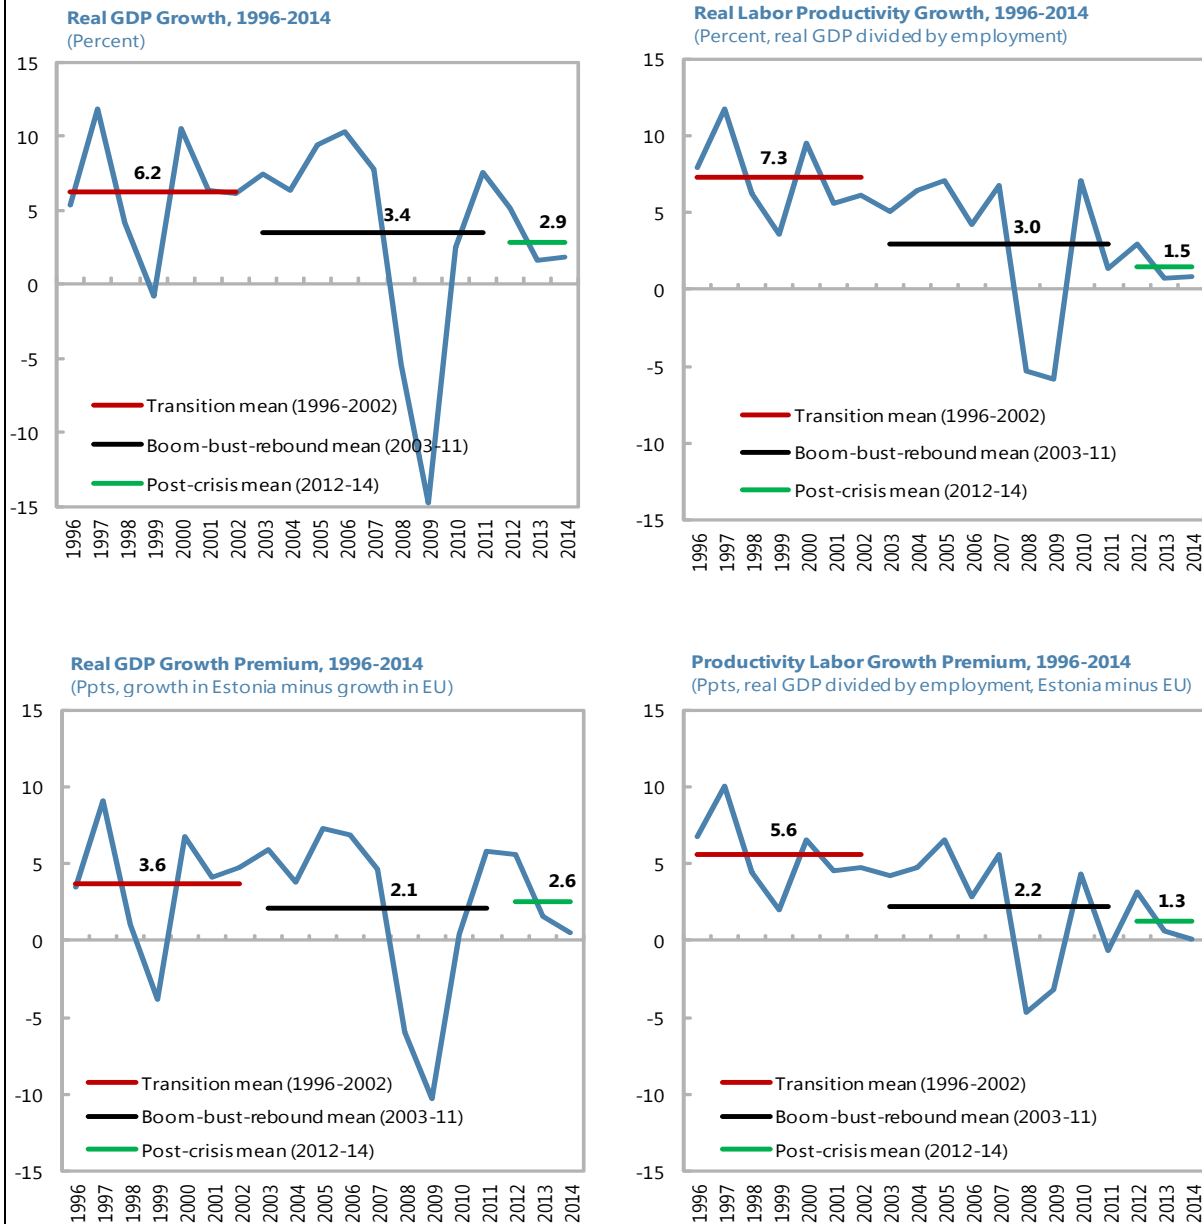 Real GDP Growth, 1996-2014
(Percent)
15
10
5
0
-5
-10
-15
6.2
3.4
2.9
Transition mean (1996-2002)
Boom-bust-rebound mean (2003-11)
Post-crisis mean (2012-14)
1996 1997 1998 1999 2000 2001 2002 2003 2004 2005 2006 2007 2008 2009 2010 2011 2012 2013 2014
Real Labor Productivity Growth, 1996-2014
(Percent, real GDP divided by employment)
15
10
5
0
-5
-10
-15
7.3
3.0
1.5
Transition mean (1996-2002)
Boom-bust-rebound mean (2003-11)
Post-crisis mean (2012-14)
1996 1997 1998 1999 2000 2001 2002 2003 2004 2005 2006 2007 2008 2009 2010 2011 2012 2013 2014
Real GDP Growth Premium, 1996-2014
(Ppts, growth in Estonia minus growth in EU)
15
10
5
0
-5
-10
-15
3.6
2.1
2.6
Transition mean (1996-2002)
Boom-bust-rebound mean (2003-11)
Post-crisis mean (2012-14)
1996 1997 1998 1999 2000 2001 2002 2003 2004 2005 2006 2007 2008 2009 2010 2011 2012 2013 2014
Productivity Labor Growth Premium, 1996-2014
(Ppts, real GDP divided by employment, Estonia minus EU)
15
10
5
0
-5
-10
-15
5.6
2.2
1.3
Transition mean (1996-2002)
Boom-bust-rebound mean (2003-11)
Post-crisis mean (2012-14)
1996 1997 1998 1999 2000 2001 2002 2003 2004 2005 2006 2007 2008 2009 2010 2011 2012 2013 2014